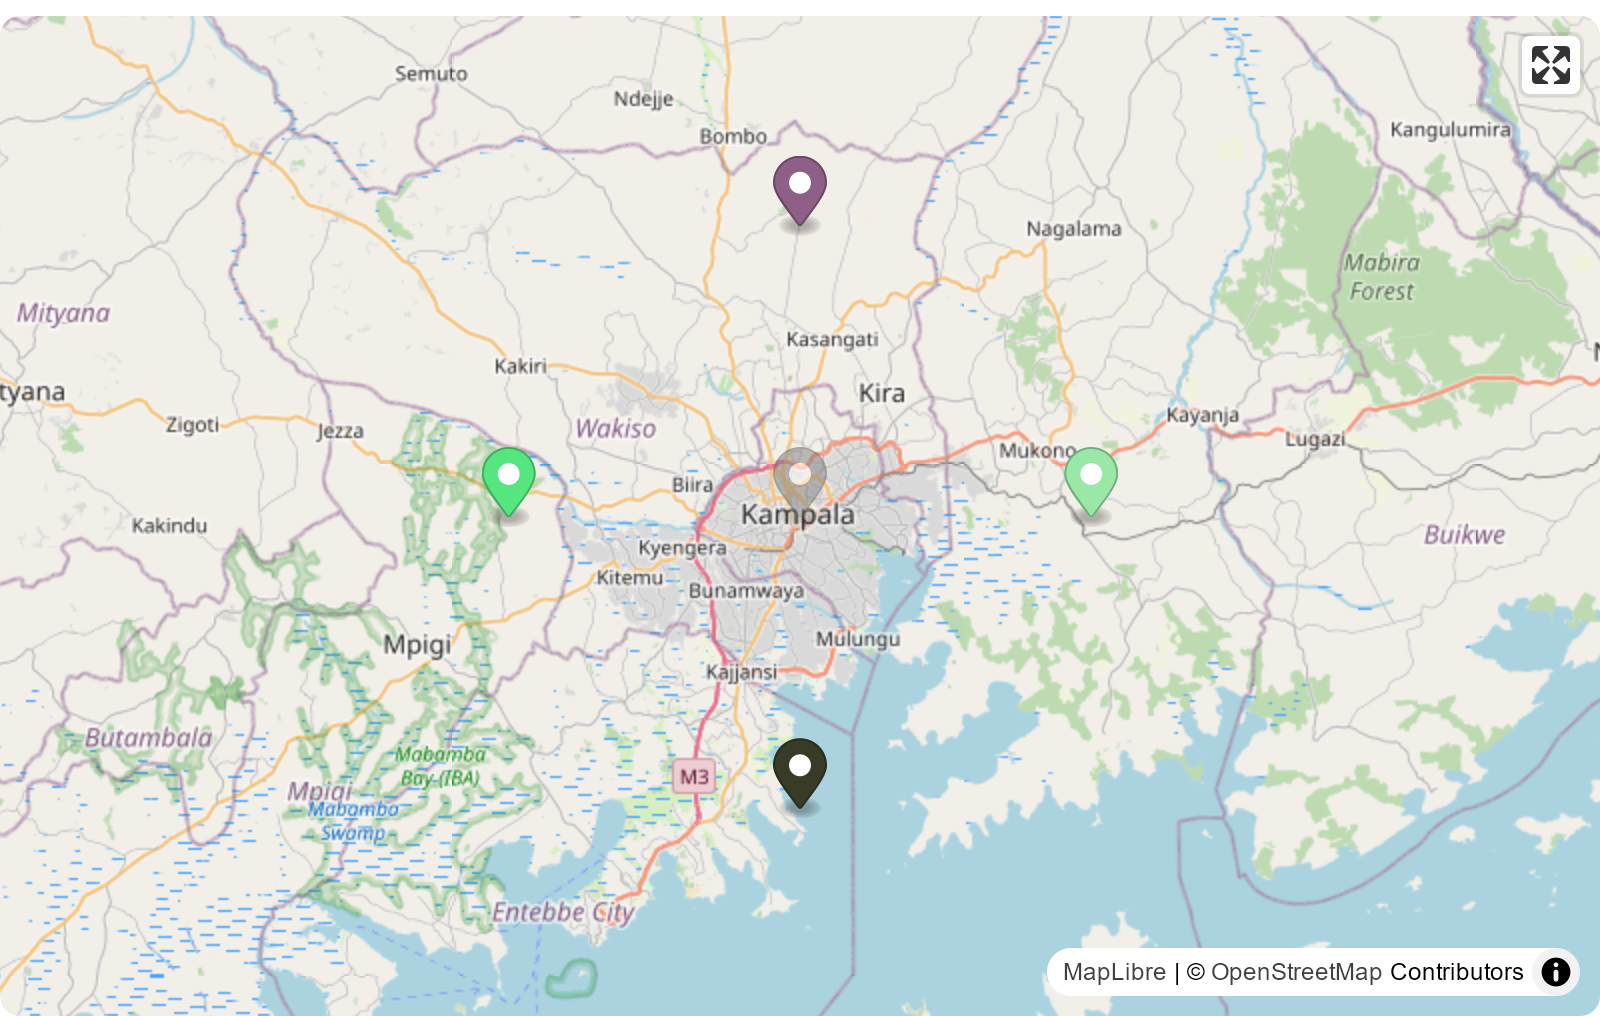 Semuto
Ndejje
Bombo
Kangulumira
Nagalama
Mabira
Forest
Mityana
Kasangati
Kakiri
Kira
tyana
Zigoti
Jezza
Wakiso
Kayanja
Lugazi
Mukono
Biira
Kampala
Kakindu
Buikwe
Kyengera
Kitemu
Bunamwaya
Mpigi
Mulungu
Kajjansi
Butambala
Mabamba
Bay (IBA)
M3
Mpigi
Mabamba
Swamp
Entebbe City
MapLibre | © OpenStreetMap Contributors